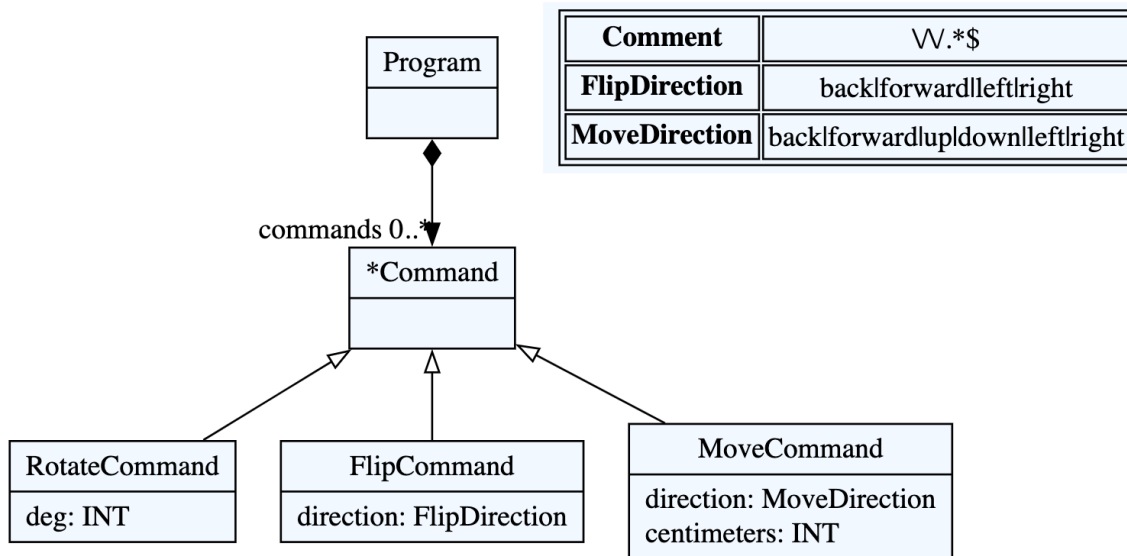 Program
commands 0..*
*Command
RotateCommand
deg: INT
FlipCommand
direction: FlipDirection
MoveCommand
direction: MoveDirection
centimeters: INT
Comment \/\/.*$
FlipDirection back|forward|left|right
MoveDirection back|forward|up|down|left|right